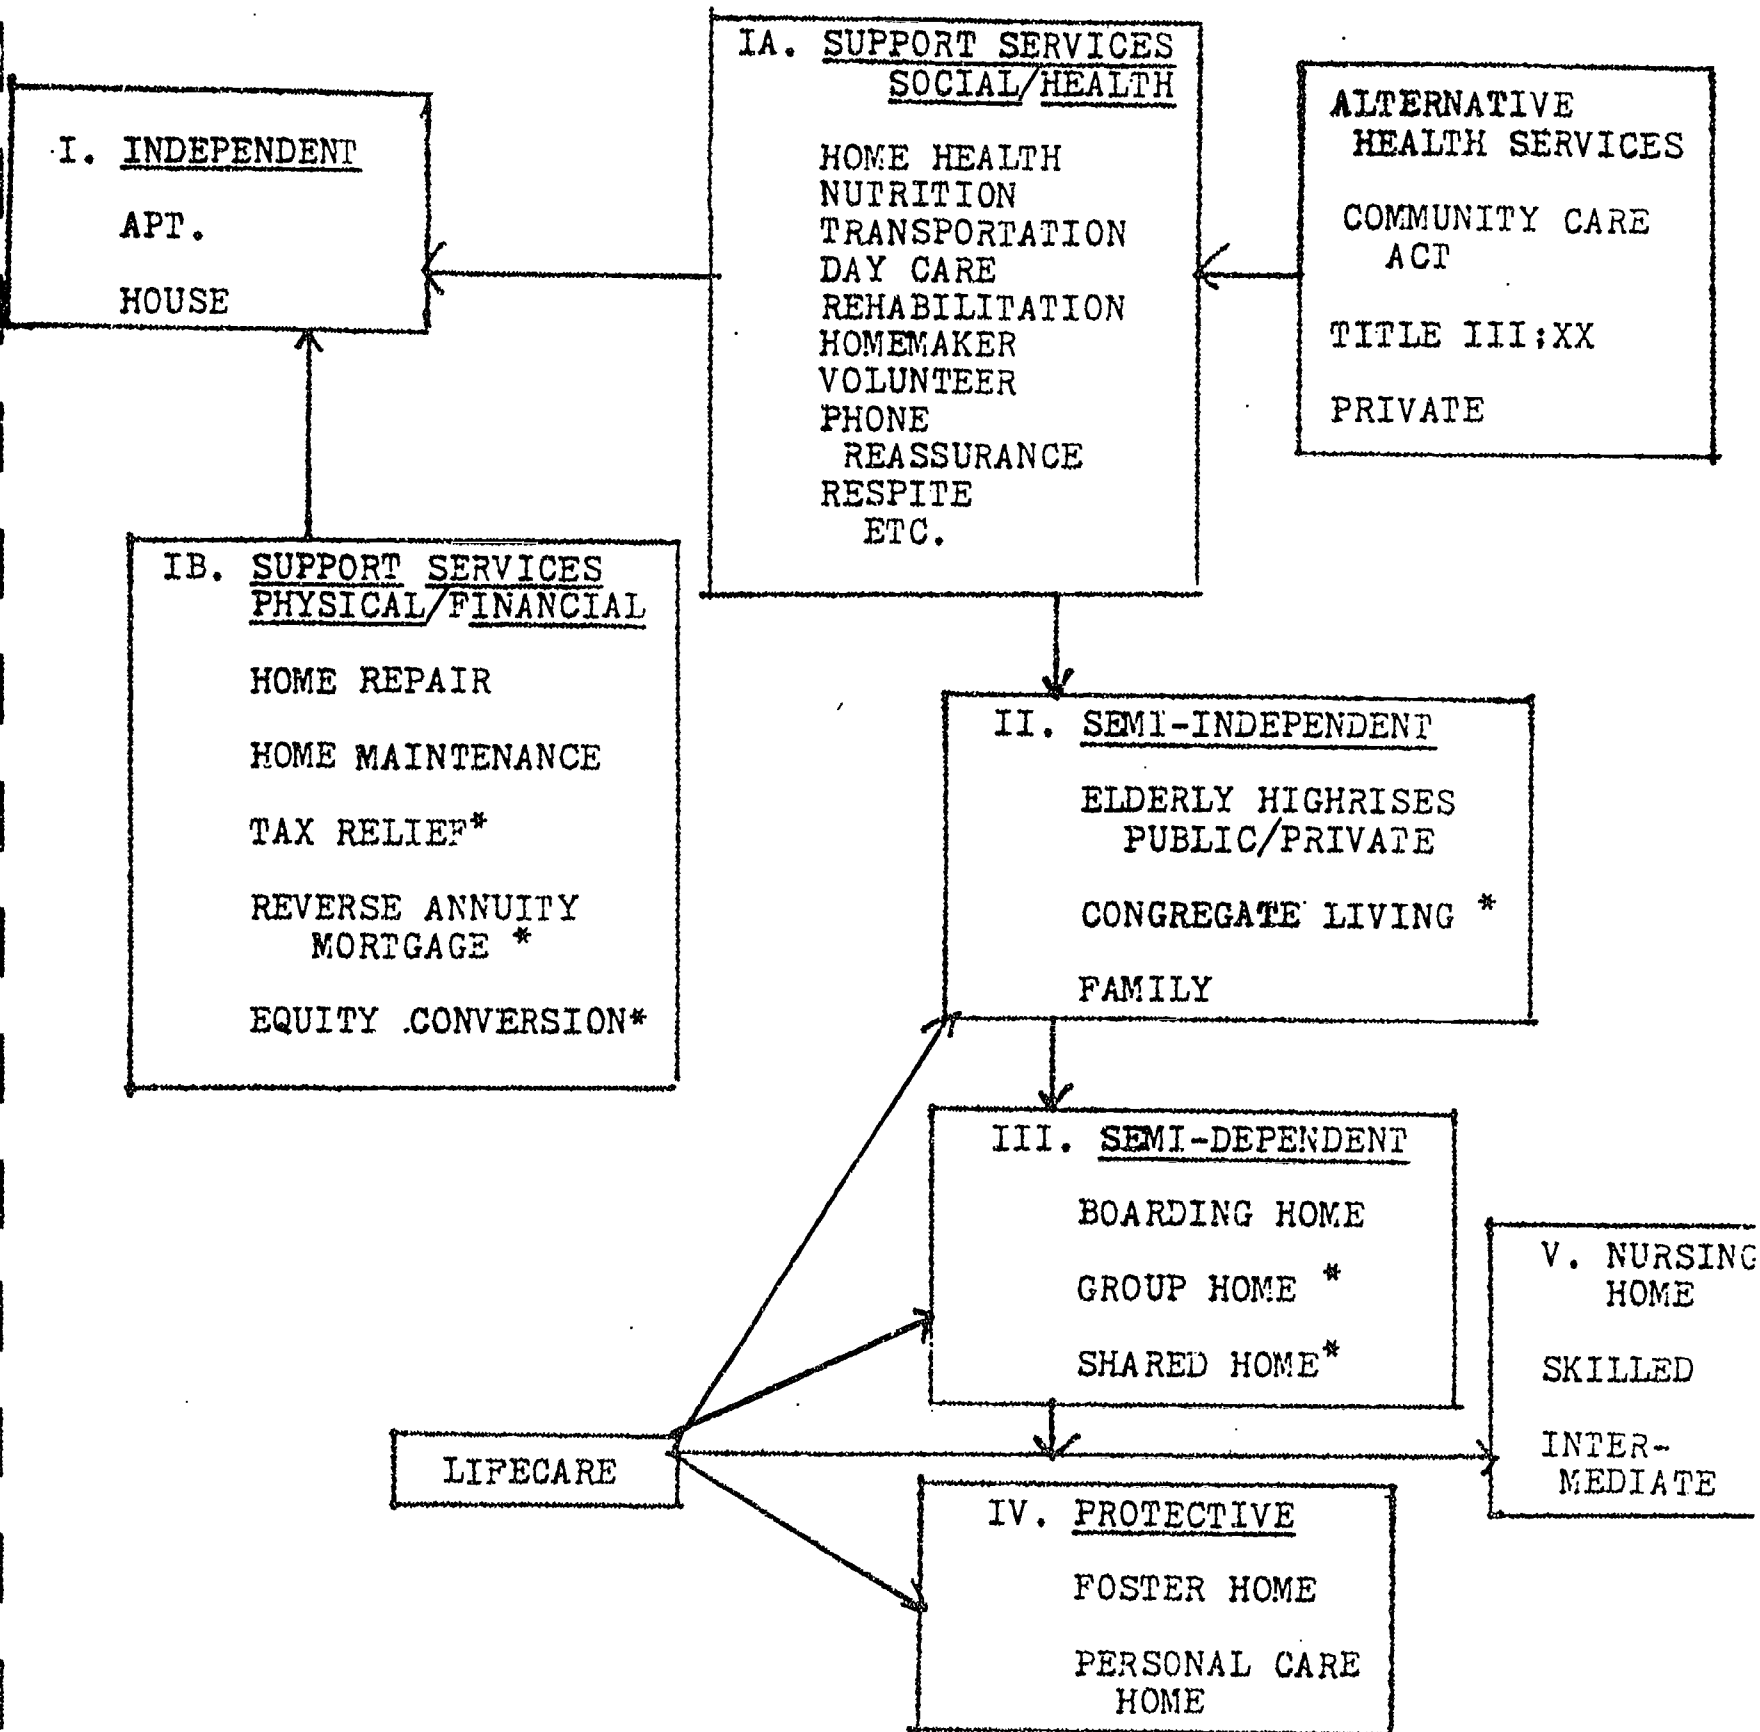 I. INDEPENDENT
APT.
HOUSE
IA. SUPPORT SERVICES
SOCIAL/HEALTH
HOME HEALTH
NUTRITION
TRANSPORTATION
DAY CARE
REHABILITATION
HOMEMAKER
VOLUNTEER
PHONE
REASSURANCE
RESPITE
ETC.
ALTERNATIVE
HEALTH SERVICES
COMMUNITY CARE
ACT
TITLE III;XX
PRIVATE
IB. SUPPORT SERVICES
PHYSICAL/FINANCIAL
HOME REPAIR
HOME MAINTENANCE
TAX RELIEF*
REVERSE ANNUITY
MORTGAGE *
EQUITY CONVERSION*
II. SEMI-INDEPENDENT
ELDERLY HIGHRISES
PUBLIC/PRIVATE
CONGREGATE LIVING *
FAMILY
III. SEMI-DEPENDENT
BOARDING HOME
GROUP HOME *
SHARED HOME*
LIFECARE
IV. PROTECTIVE
FOSTER HOME
PERSONAL CARE
HOME
V. NURSING
HOME
SKILLED
INTER-
MEDIATE